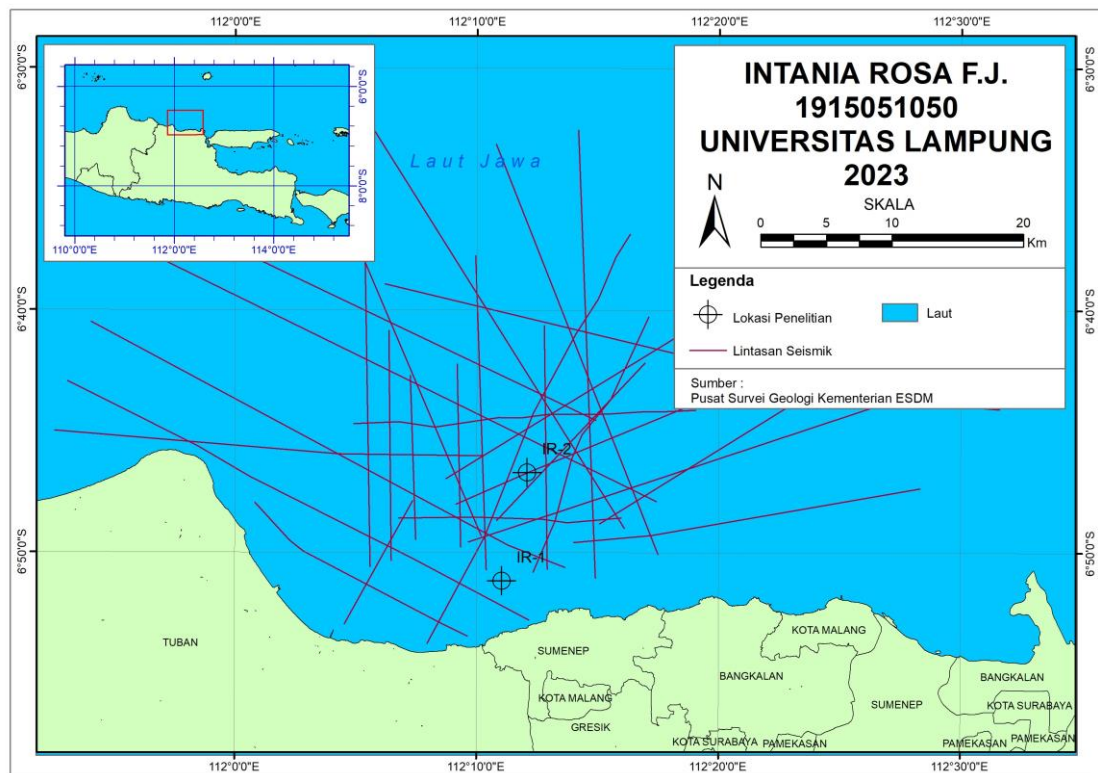 112°0'0"E
112°10'0"E
112°20'0"E
112°30'0"E
6°30'0"S
6°30'0"S
6°40'0"S
6°40'0"S
6°50'0"S
6°50'0"S
6°0'0"S
8°0'0"S
110°0'0"E
112°0'0"E
114°0'0"E
Laut Jawa
INTANIA ROSA F.J.
1915051050
UNIVERSITAS LAMPUNG
2023
SKALA
N
0 5 10 20
Km
Legenda
Lokasi Penelitian
Laut
Lintasan Seismik
Sumber :
Pusat Survei Geologi Kementerian ESDM
IR-2
IR-1
TUBAN
SUMENEP
KOTA MALANG
KOTA MALANG
BANGKALAN
BANGKALAN
SUMENEP
KOTA SURABAYA
GRESIK
KOTA SURABAYA
PAMEKASAN
PAMEKASAN
PAMEKASAN
112°0'0"E
112°10'0"E
112°20'0"E
112°30'0"E